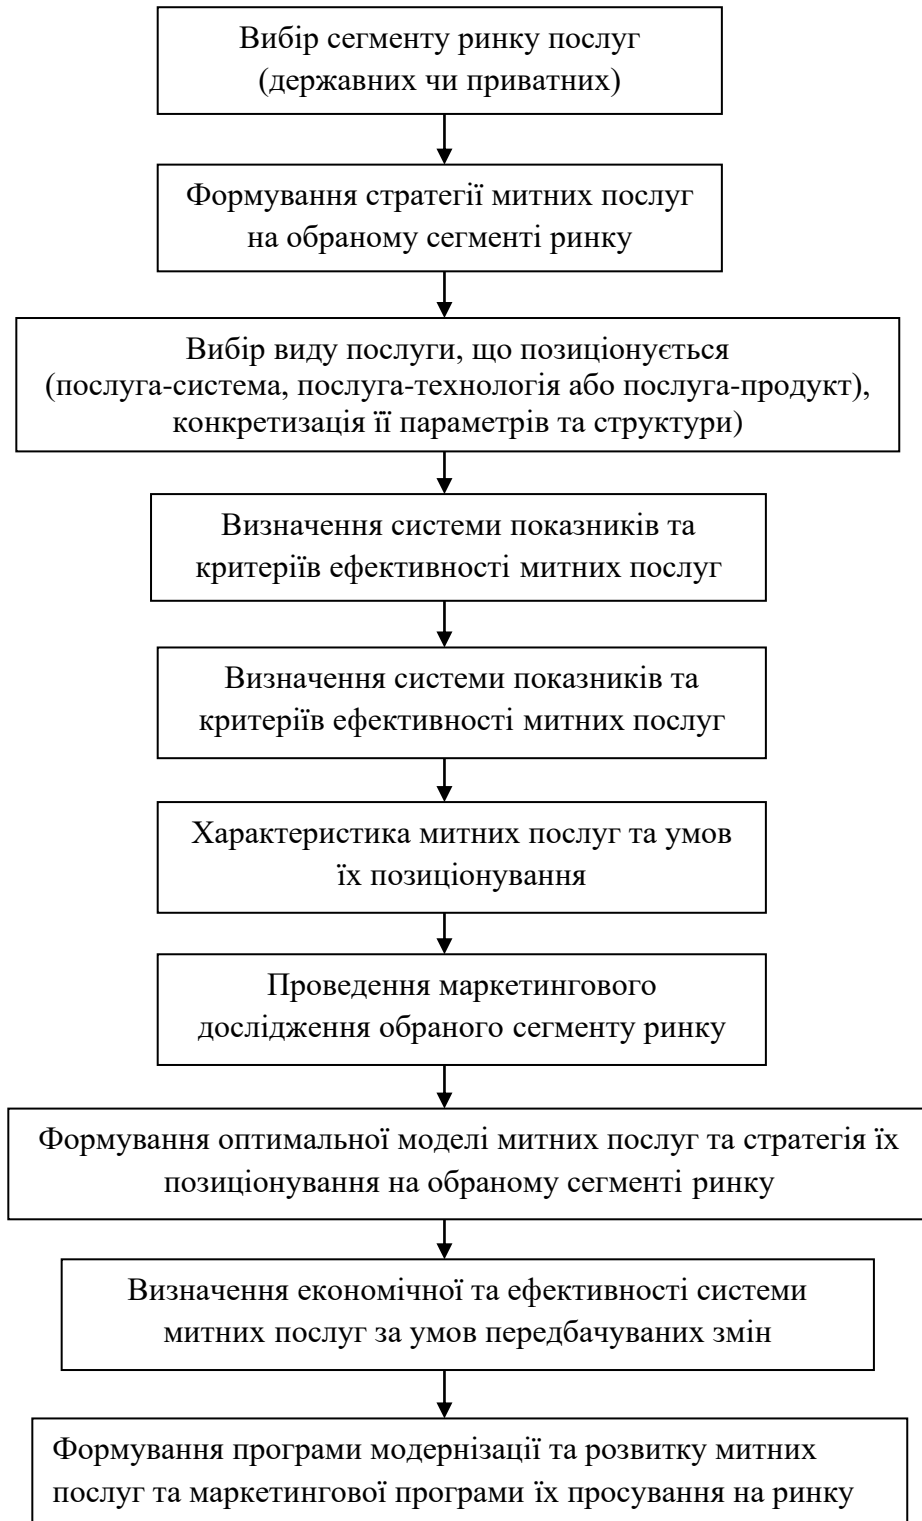 Вибір сегменту ринку послуг
(державних чи приватних)
Формування стратегії митних послуг
на обраному сегменті ринку
Вибір виду послуги, що позиціонується
(послуга-система, послуга-технологія або послуга-продукт),
конкретизація її параметрів та структури)
Визначення системи показників та
критеріїв ефективності митних послуг
Визначення системи показників та
критеріїв ефективності митних послуг
Характеристика митних послуг та умов
їх позиціонування
Проведення маркетингового
дослідження обраного сегменту ринку
Формування оптимальної моделі митних послуг та стратегія їх
позиціонування на обраному сегменті ринку
Визначення економічної та ефективності системи
митних послуг за умов передбачуваних змін
Формування програми модернізації та розвитку митних
послуг та маркетингової програми їх просування на ринку